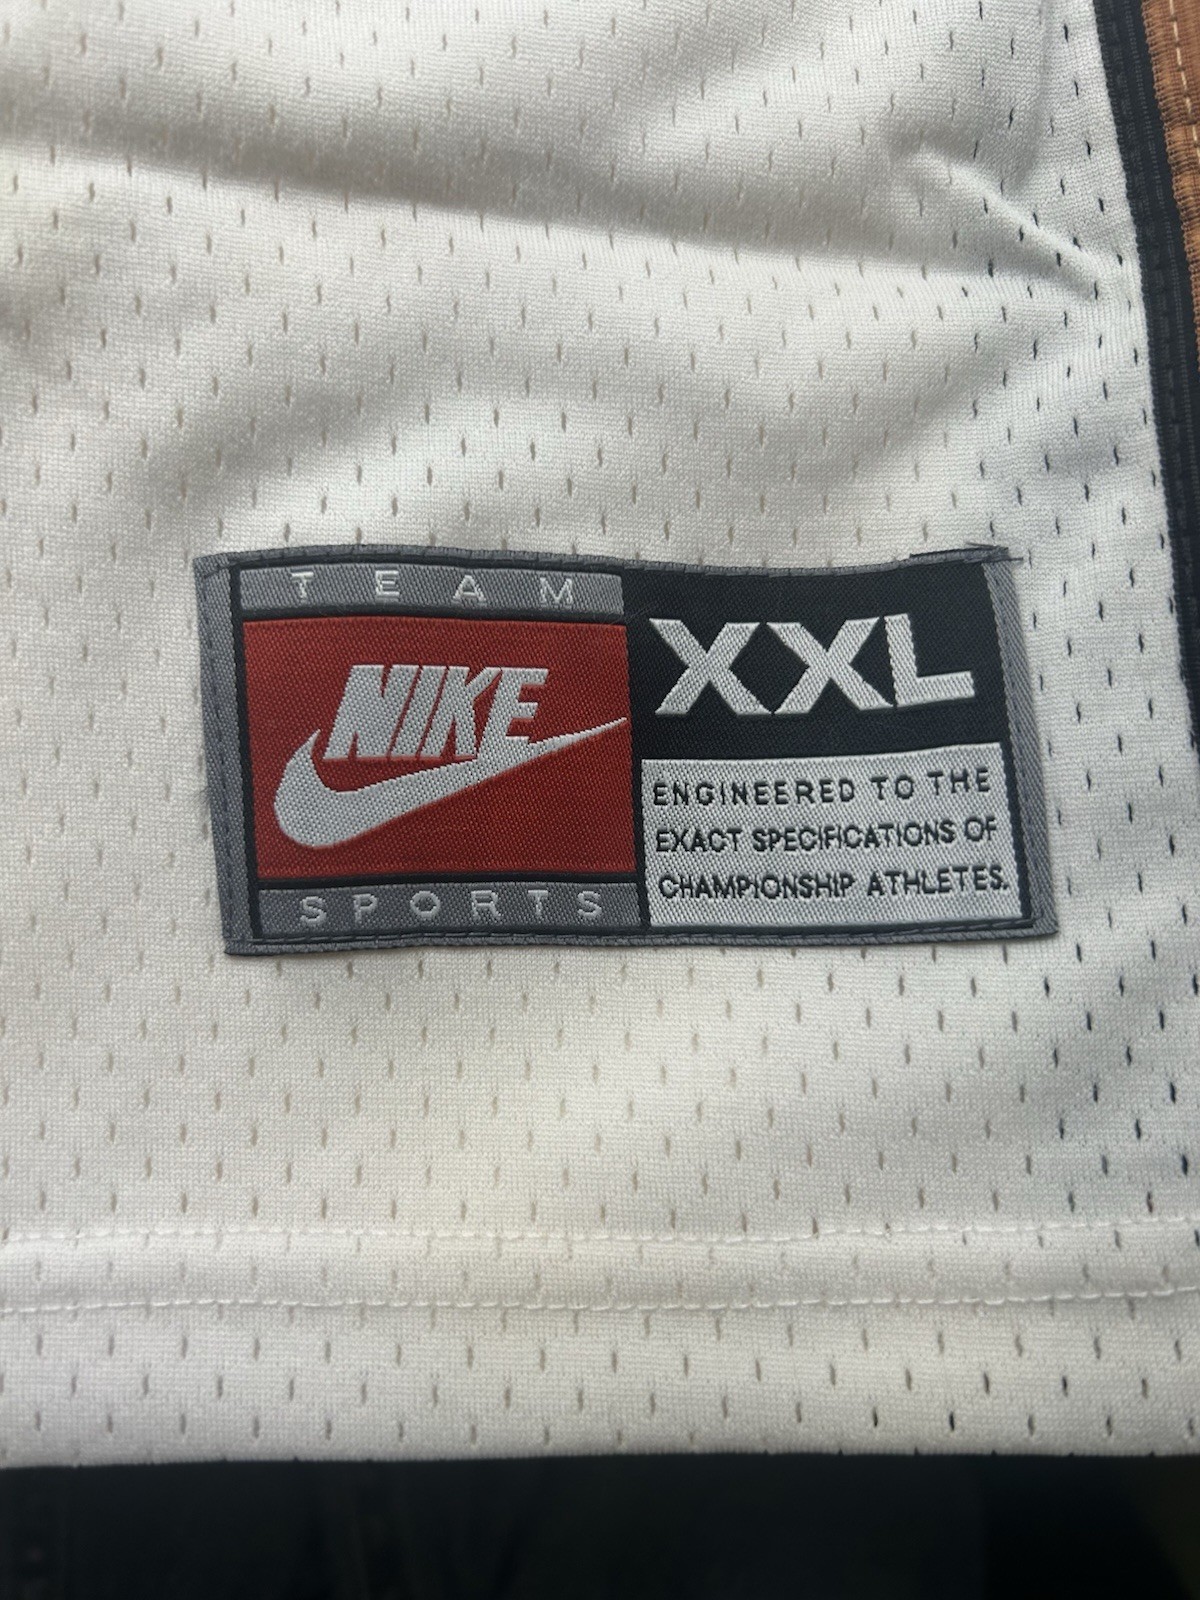 TEAM
NIKE
SPORTS
XXL
ENGINEERED TO THE
EXACT SPECIFICATIONS OF
CHAMPIONSHIP ATHLETES.